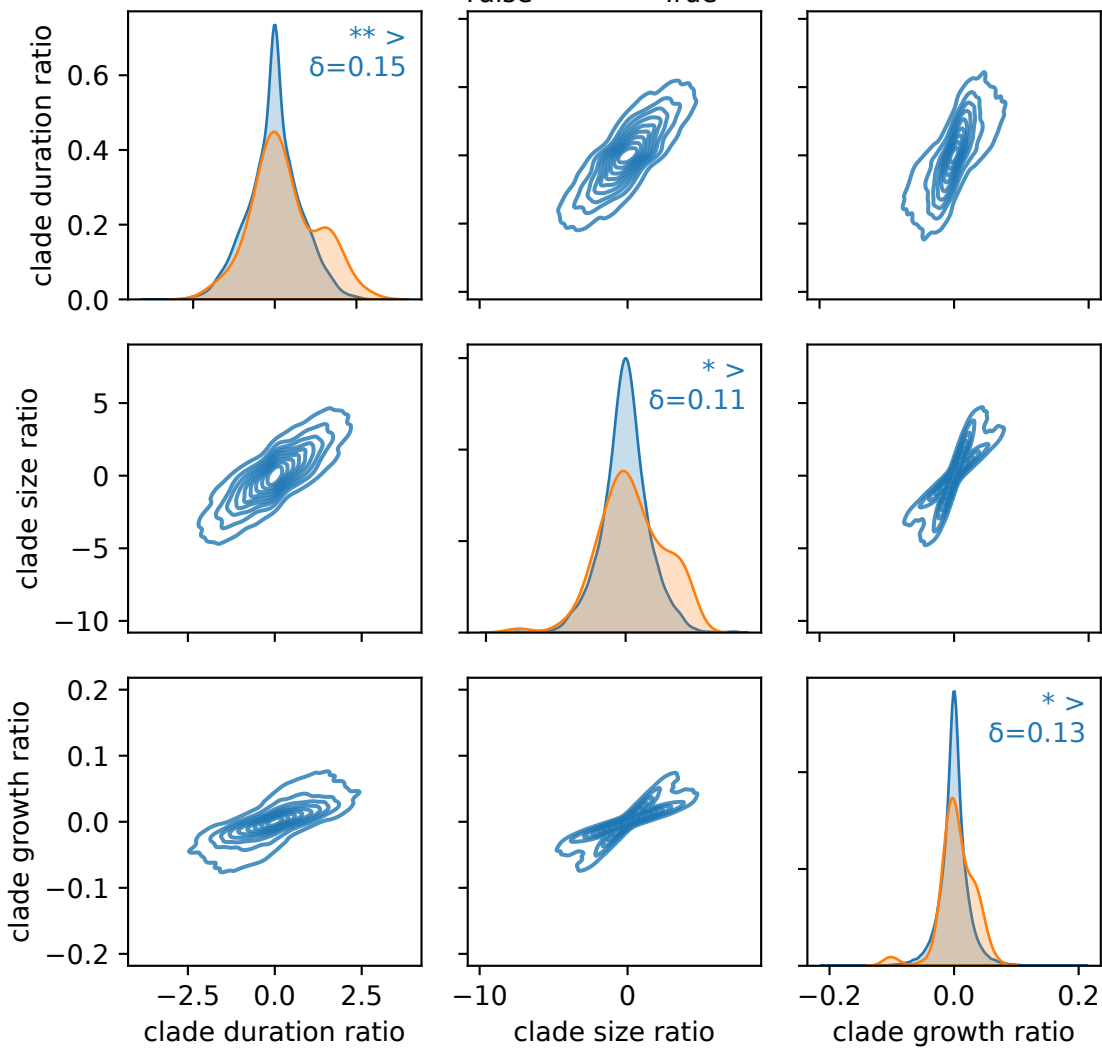 False True
** >
δ=0.15
clade duration ratio
0.6
0.4
0.2
0.0
* >
δ=0.11
clade size ratio
5
0
−5
−10
* >
δ=0.13
clade growth ratio
0.2
0.1
0.0
−0.1
−0.2
−2.5 0.0 2.5 −10 0 −0.2 0.0 0.2
clade duration ratio clade size ratio clade growth ratio